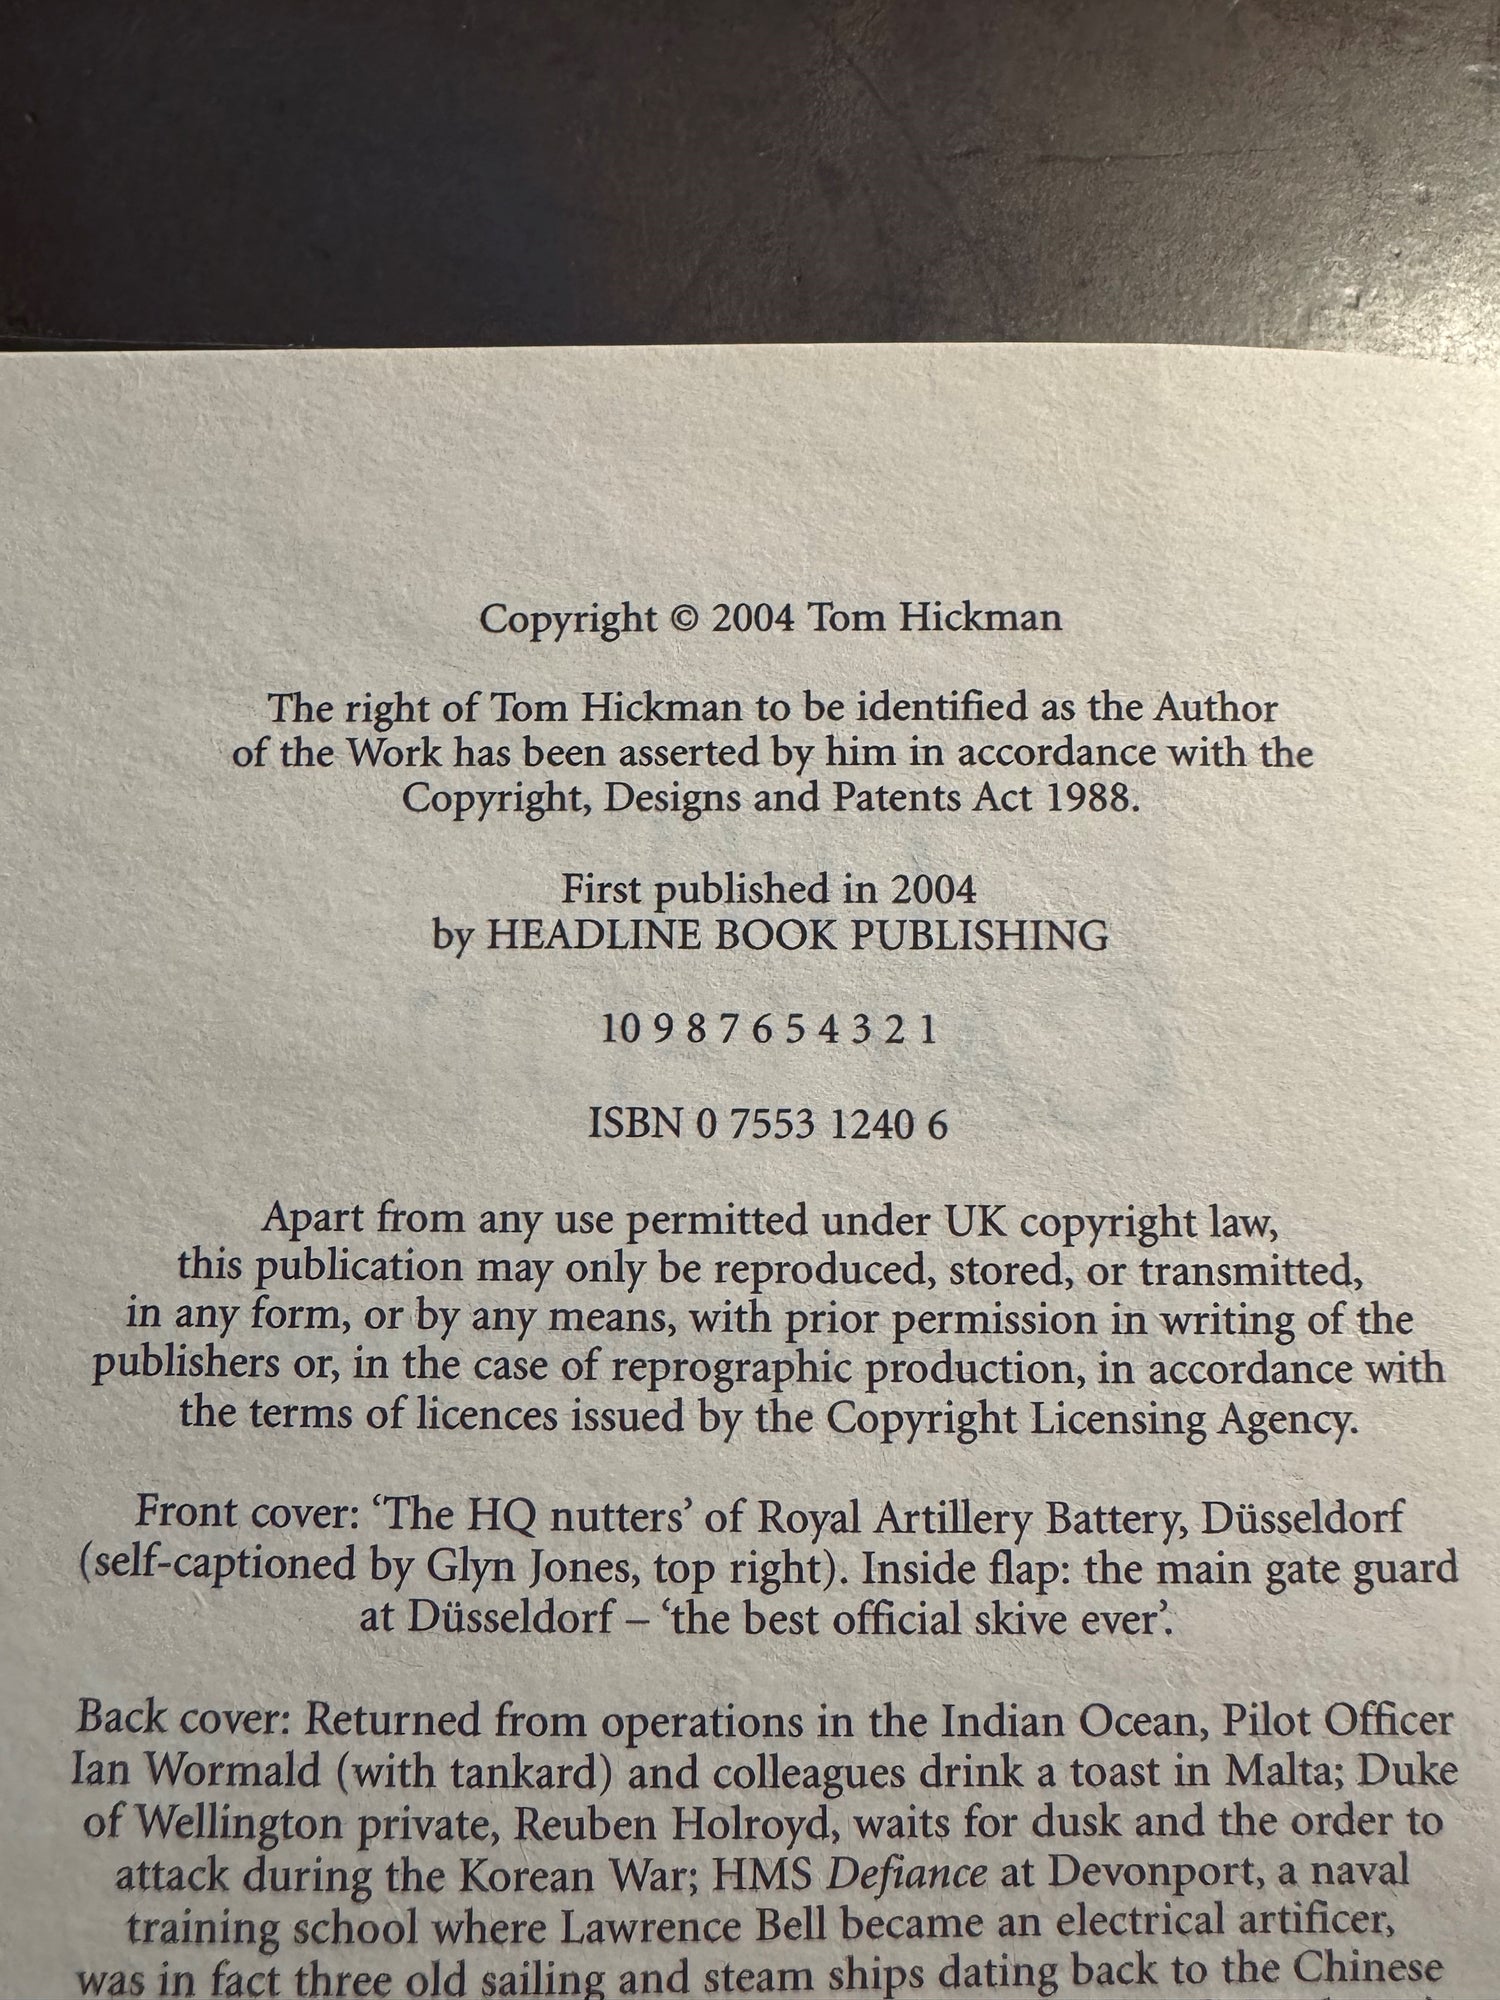 Copyright © 2004 Tom Hickman
The right of Tom Hickman to be identified as the Author
of the Work has been asserted by him in accordance with the
Copyright, Designs and Patents Act 1988.
First published in 2004
by HEADLINE BOOK PUBLISHING
10 9 8 7 6 5 4 3 2 1
ISBN 0 7553 1240 6
Apart from any use permitted under UK copyright law,
this publication may only be reproduced, stored, or transmitted,
in any form, or by any means, with prior permission in writing of the
publishers or, in the case of reprographic production, in accordance with
the terms of licences issued by the Copyright Licensing Agency.
Front cover: ‘The HQ nutters’ of Royal Artillery Battery, Düsseldorf
(self-captioned by Glyn Jones, top right). Inside flap: the main gate guard
at Düsseldorf – ‘the best official skive ever’.
Back cover: Returned from operations in the Indian Ocean, Pilot Officer
Ian Wormald (with tankard) and colleagues drink a toast in Malta; Duke
of Wellington private, Reuben Holroyd, waits for dusk and the order to
attack during the Korean War; HMS Defiance at Devonport, a naval
training school where Lawrence Bell became an electrical artificer,
was in fact three old sailing and steam ships dating back to the Chinese